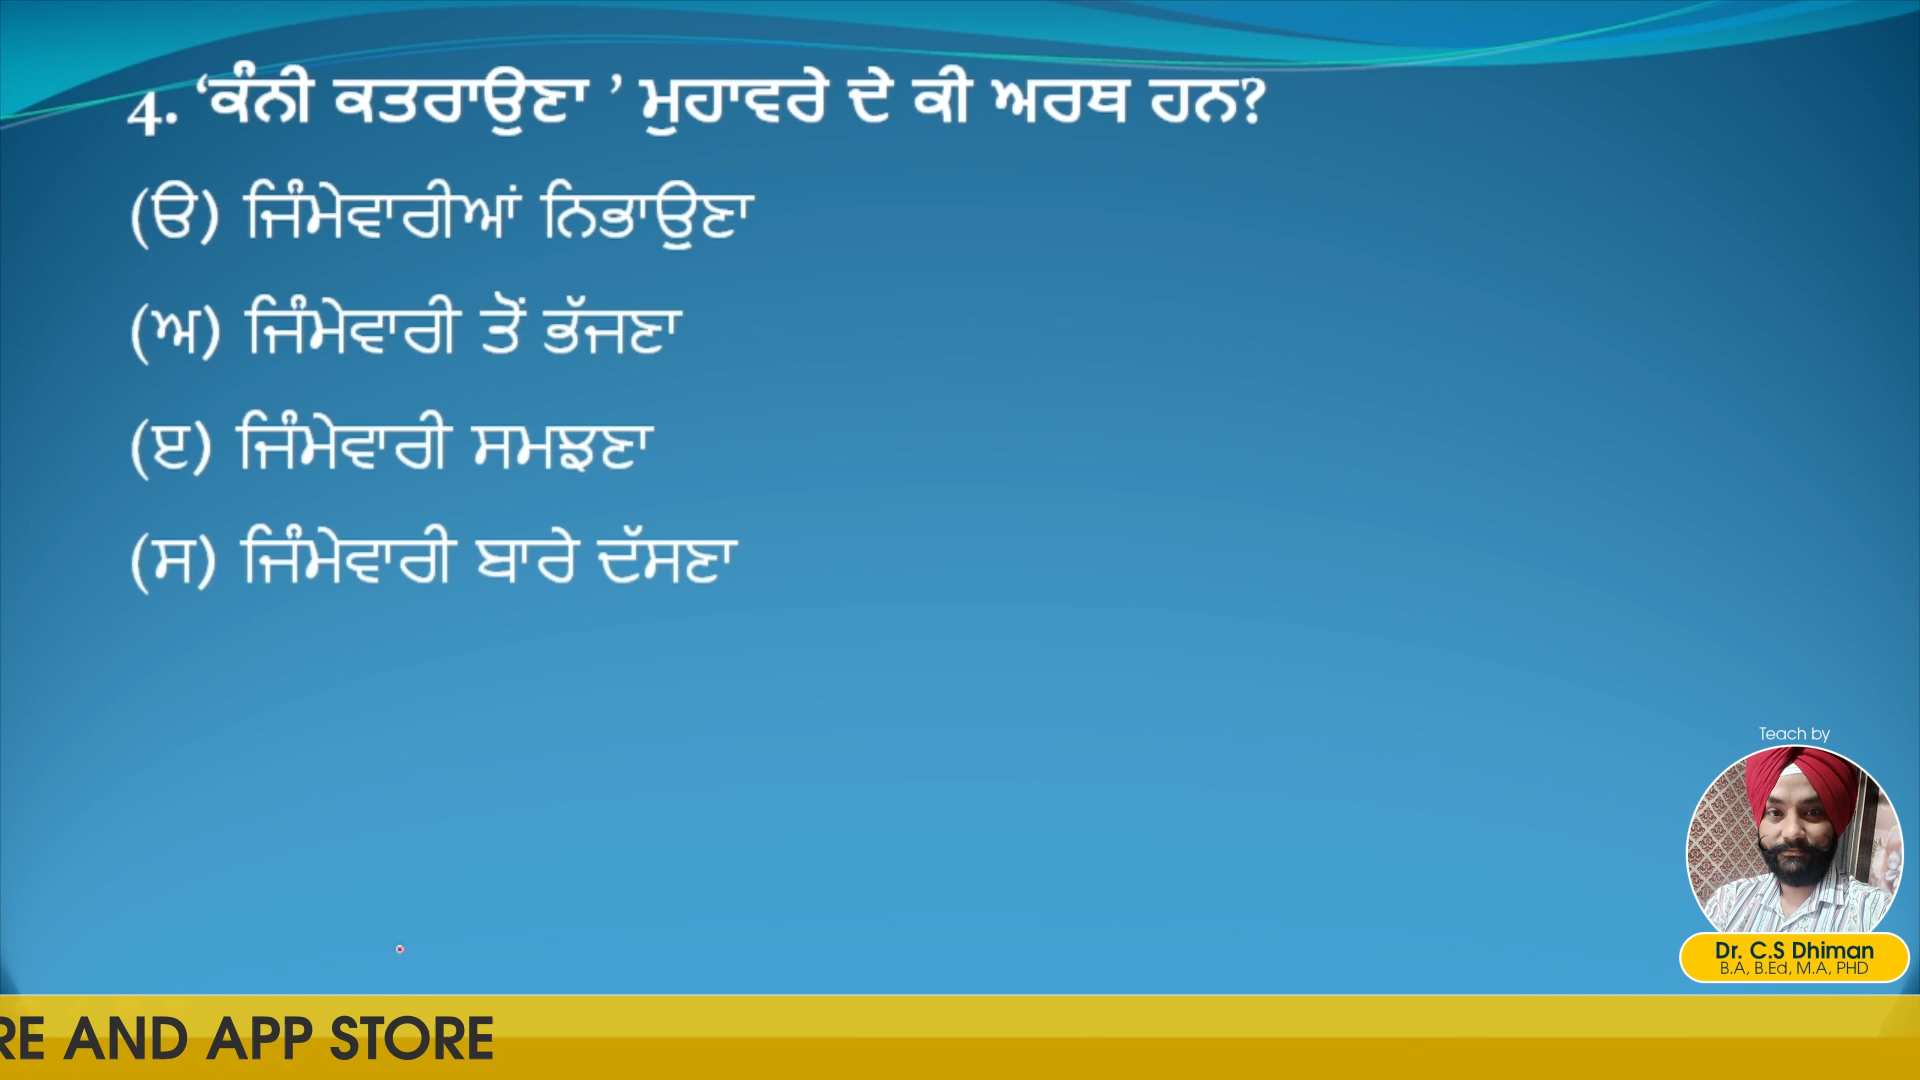 4. ‘ਕੰਨੀ ਕਤਰਾਉਣਾ ’ ਮੁਹਾਵਰੇ ਦੇ ਕੀ ਅਰਥ ਹਨ?
(ੳ) ਜਿੰਮੇਵਾਰੀਆਂ ਨਿਭਾਉਣਾ
(ਅ) ਜਿੰਮੇਵਾਰੀ ਤੋਂ ਭੱਜਣਾ
(ੲ) ਜਿੰਮੇਵਾਰੀ ਸਮਝਣਾ
(ਸ) ਜਿੰਮੇਵਾਰੀ ਬਾਰੇ ਦੱਸਣਾ
Teach by
Dr. C.S Dhiman
B.A, B.Ed, M.A, PHD
RE AND APP STORE